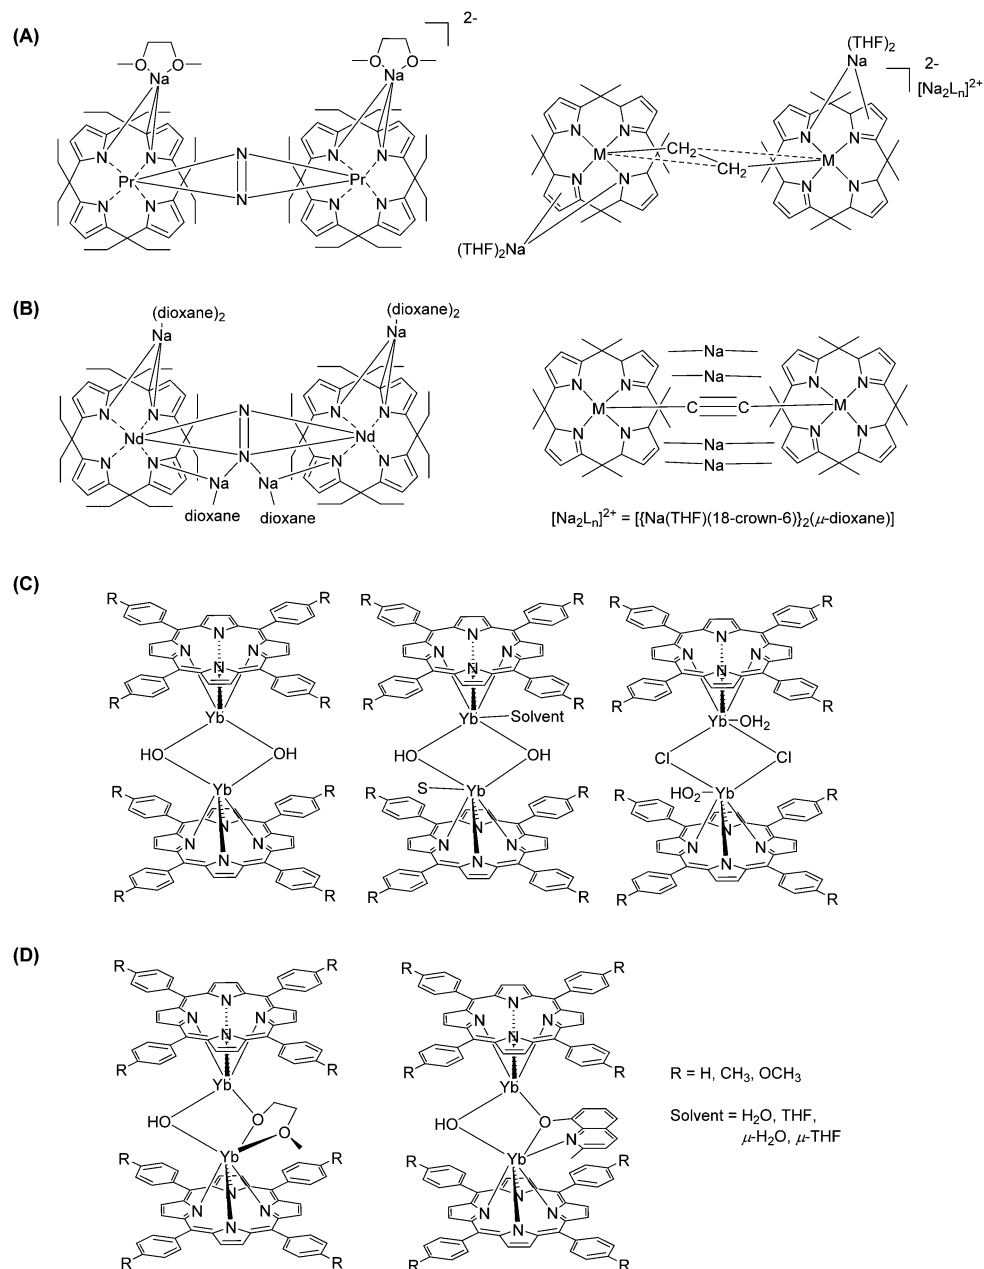 (A)
2-
2-
(THF)2
O O
Na
O O
Na
Na
2-
[Na2Ln]2+
N N
N
N N
N N
CH2
N N
Pr
Pr
M
M
N
CH2
N N
N N
N N
N N
(THF)2Na
(B)
(dioxane)2
(dioxane)2
Na
Na
Na
Na
N N
N
N N
N N
N N
Nd
Nd
M
C
C
M
N N
N
N N
N N
N N
Na
Na
Na
Na
dioxane
dioxane
[Na2Ln]2+ = [{Na(THF)(18-crown-6)}2(μ-dioxane)]
(C)
R R
R R
R R
N
N N
N
N
N N
N
N
N N
N
R R
R R
R R
Yb
Yb
Solvent
Yb
OH2
HO
OH
HO
OH
Cl
Cl
Yb
S
Yb
HO2
Yb
R R
R R
R R
N
N N
N
N
N N
N
N
N N
N
R R
R R
R R
(D)
R R
R R
N
N N
N
N
N N
N
R R
R R
R = H, CH3, OCH3
Yb
Yb
HO
O
O
HO
O
N
Solvent = H2O, THF,
μ-H2O, μ-THF
Yb
Yb
R R
R R
N
N N
N
N
N N
N
R R
R R